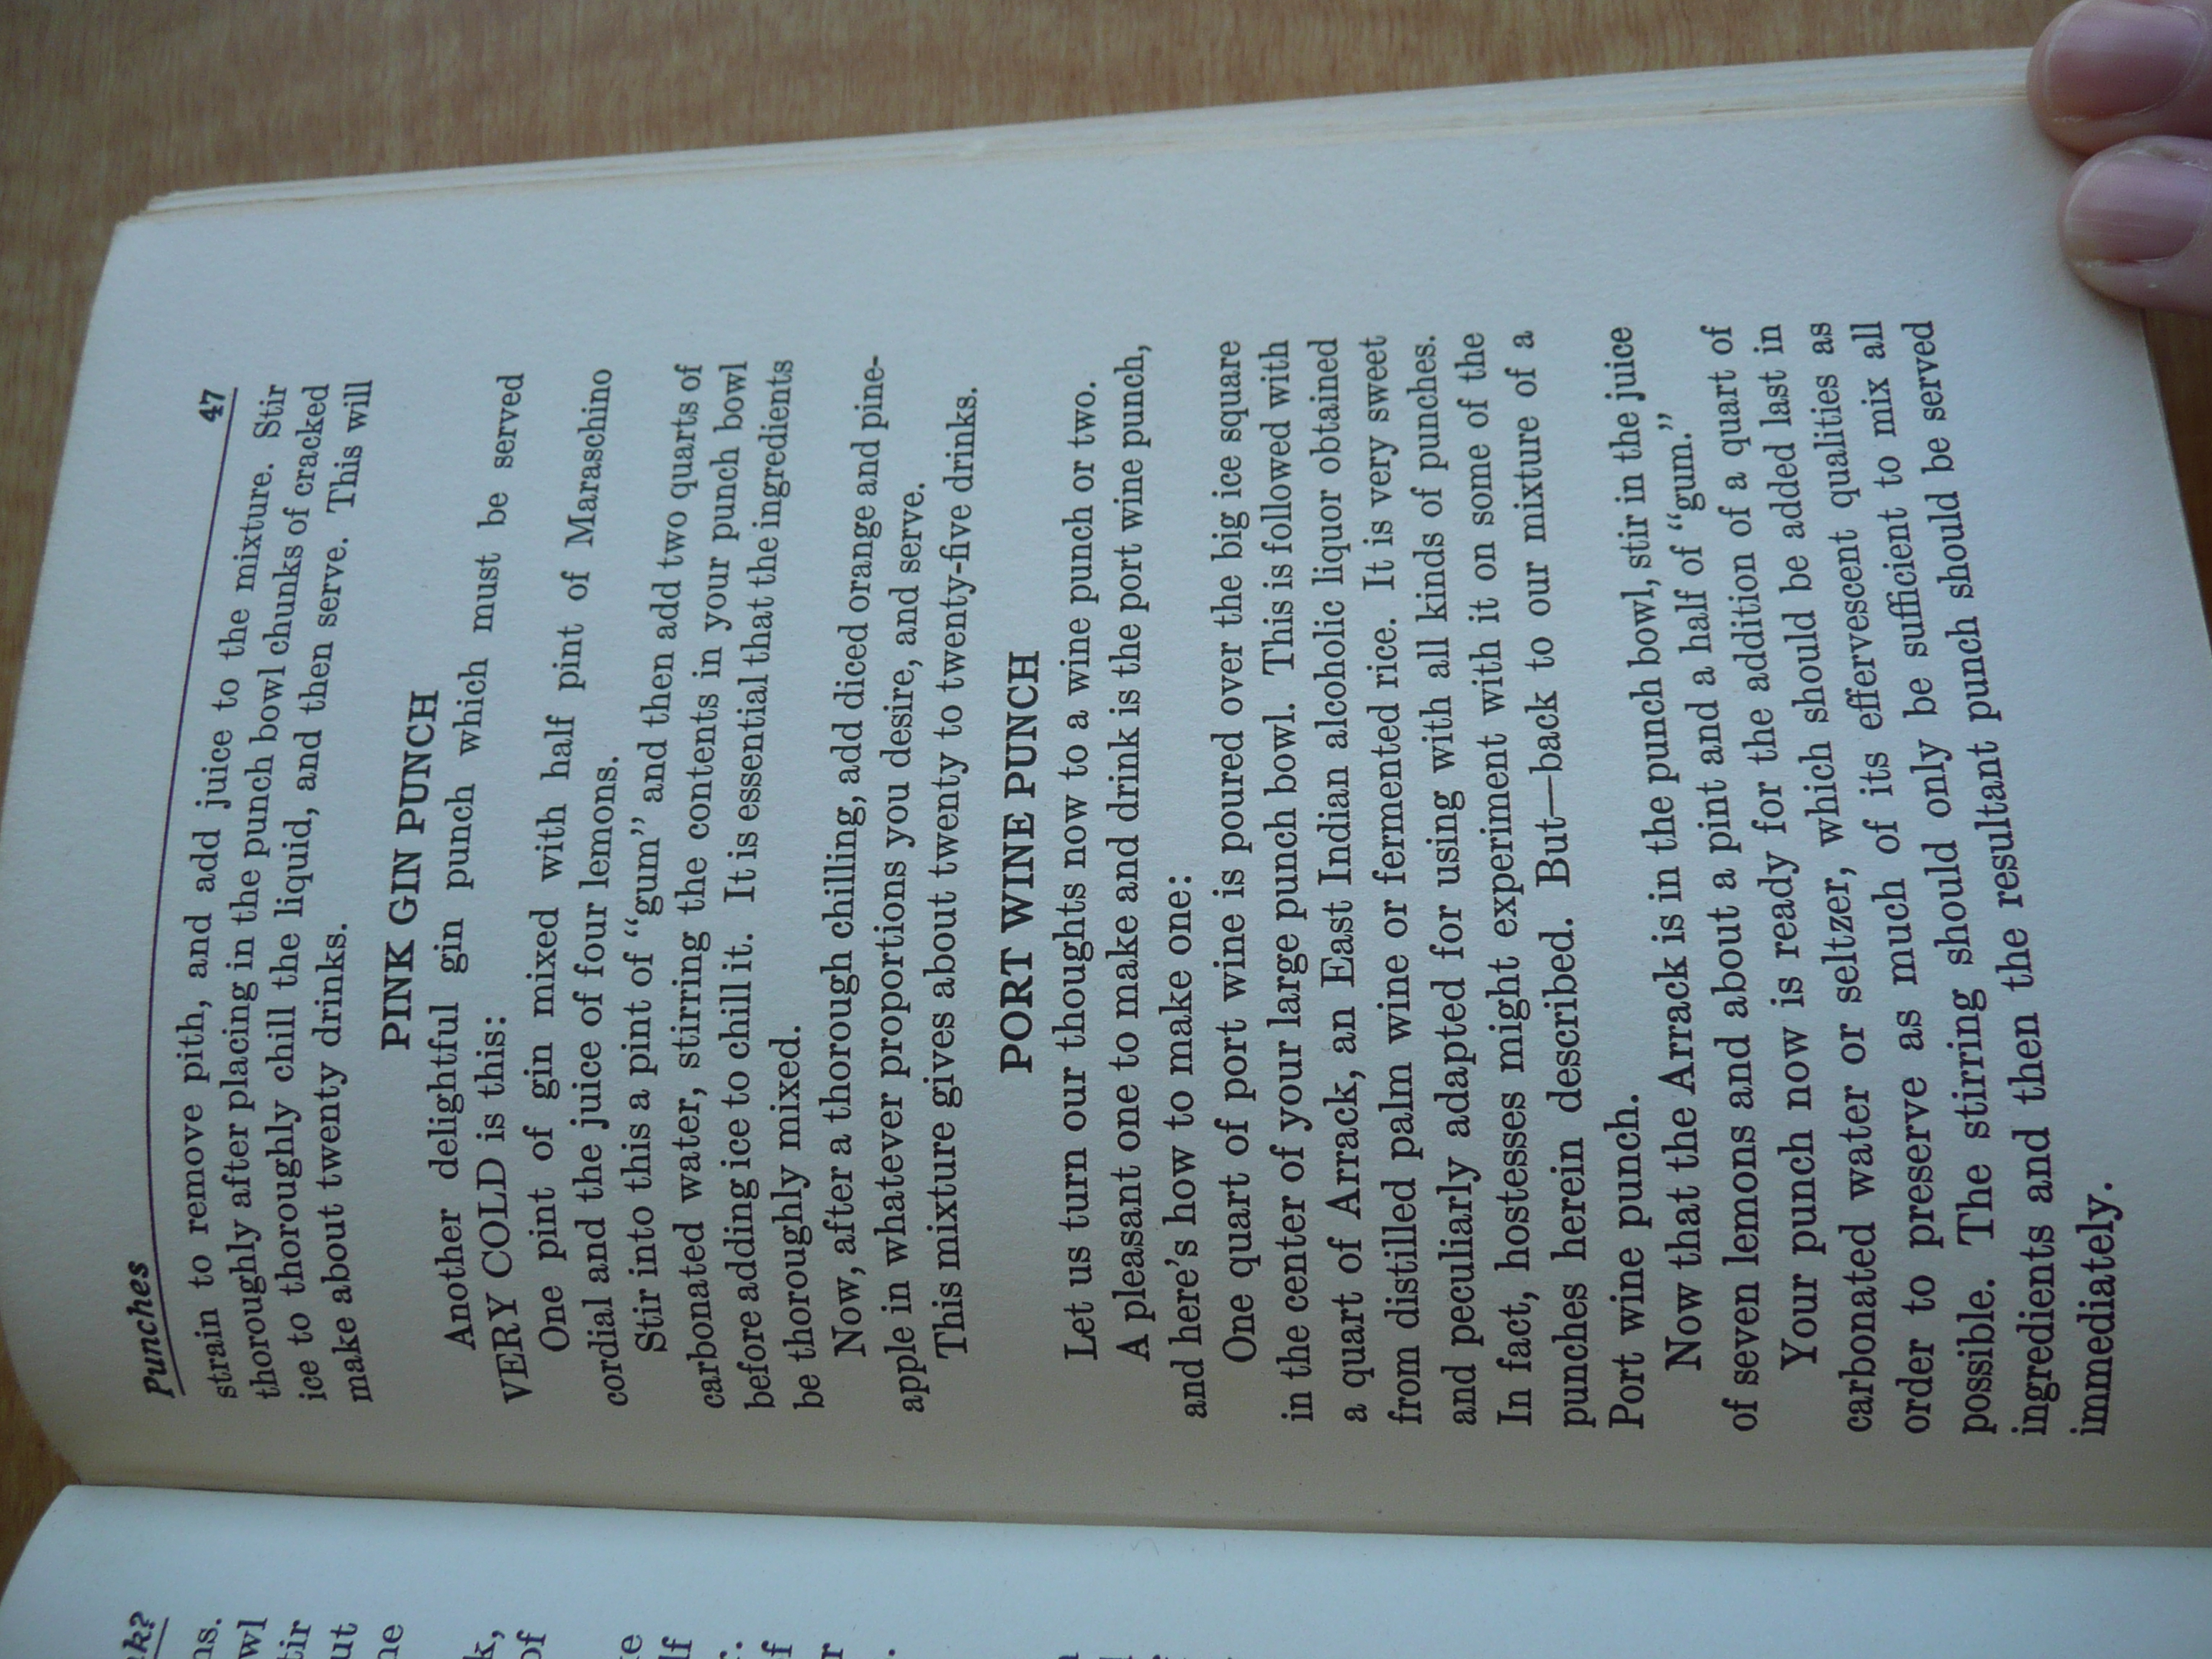 Punches 47
strain to remove pith, and add juice to the mixture. Stir
thoroughly after placing in the punch bowl chunks of cracked
ice to thoroughly chill the liquid, and then serve. This will
make about twenty drinks.
PINK GIN PUNCH
Another delightful gin punch which must be served
VERY COLD is this:
One pint of gin mixed with half pint of Maraschino
cordial and the juice of four lemons.
Stir into this a pint of “gum” and then add two quarts of
carbonated water, stirring the contents in your punch bowl
before adding ice to chill it. It is essential that the ingredients
be thoroughly mixed.
Now, after a thorough chilling, add diced orange and pine-
apple in whatever proportions you desire, and serve.
This mixture gives about twenty to twenty-five drinks.
PORT WINE PUNCH
Let us turn our thoughts now to a wine punch or two.
A pleasant one to make and drink is the port wine punch,
and here’s how to make one:
One quart of port wine is poured over the big ice square
in the center of your large punch bowl. This is followed with
a quart of Arrack, an East Indian alcoholic liquor obtained
from distilled palm wine or fermented rice. It is very sweet
and peculiarly adapted for using with all kinds of punches.
In fact, hostesses might experiment with it on some of the
punches herein described. But—back to our mixture of a
Port wine punch.
Now that the Arrack is in the punch bowl, stir in the juice
of seven lemons and about a pint and a half of “gum.”
Your punch now is ready for the addition of a quart of
carbonated water or seltzer, which should be added last in
order to preserve as much of its effervescent qualities as
possible. The stirring should only be sufficient to mix all
ingredients and then the resultant punch should be served
immediately.